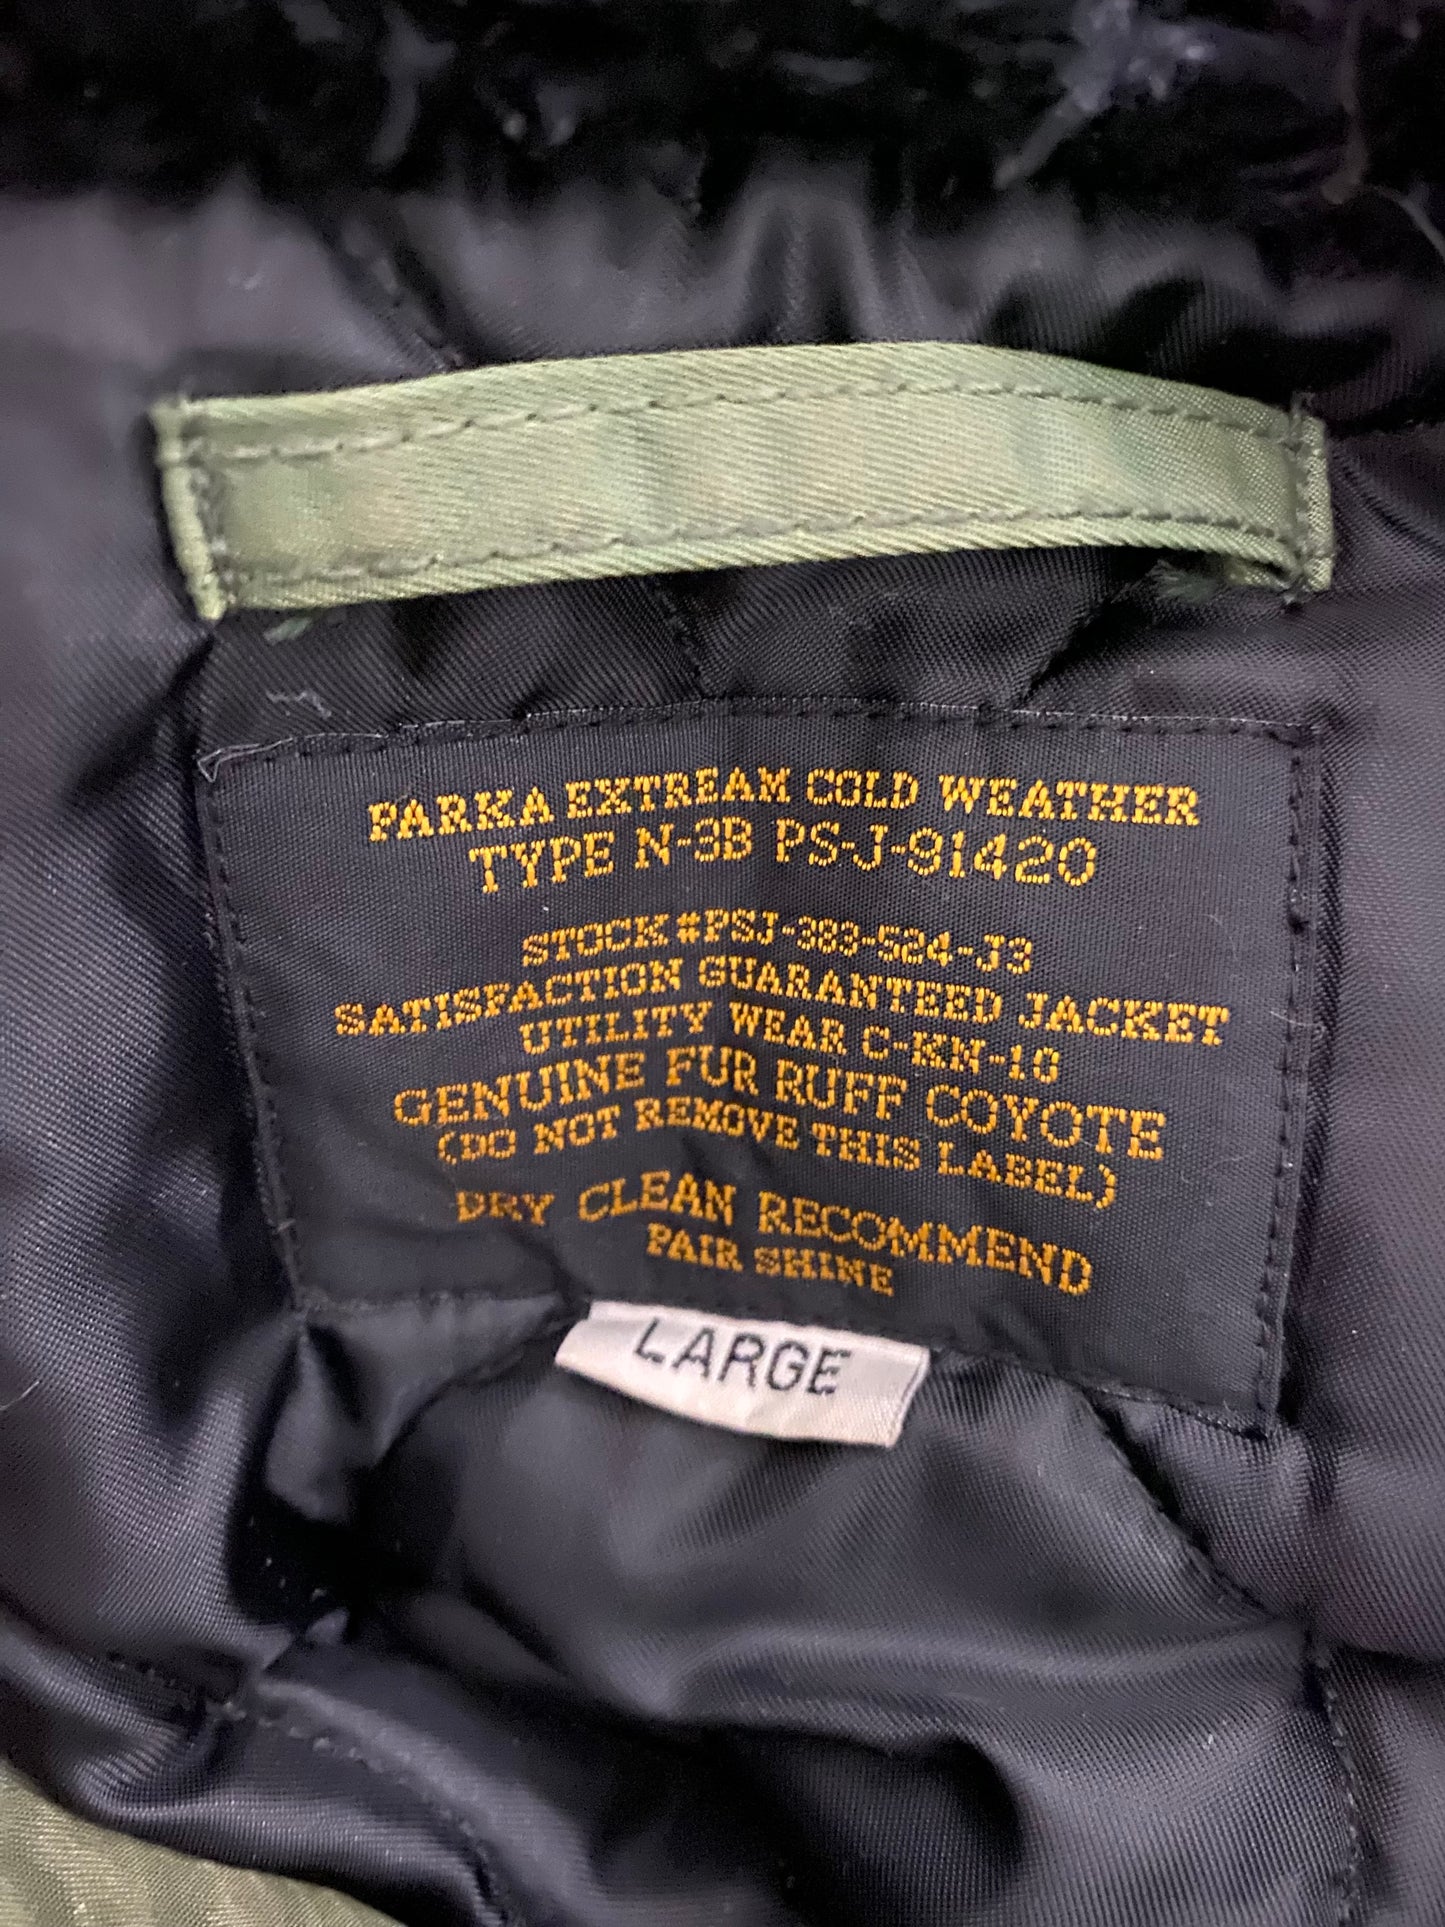 PARKA EXTREAM COLD WEATHER
TYPE N-3B PS-J-91420
STOCK #PSJ-383-524-J3
SATISFACTION GUARANTEED JACKET
UTILITY WEAR C-KN-10
GENUINE FUR RUFF COYOTE
(DO NOT REMOVE THIS LABEL)
DRY CLEAN RECOMMEND
PAIR SHINE
LARGE